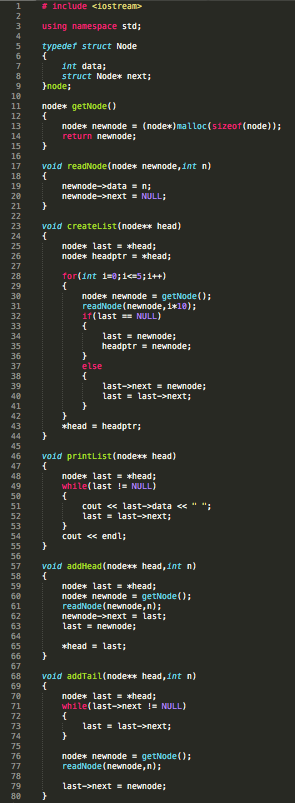 1 # include <iostream>
2
3 using namespace std;
4
5 typedef struct Node
6 {
7 int data;
8 struct Node* next;
9 }node;
10
11 node* getNode()
12 {
13 node* newnode = (node*)malloc(sizeof(node));
14 return newnode;
15 }
16
17 void readNode(node* newnode,int n)
18 {
19 newnode->data = n;
20 newnode->next = NULL;
21 }
22
23 void createList(node** head)
24 {
25 node* last = *head;
26 node* headptr = *head;
27
28 for(int i=0;i<=5;i++)
29 {
30 node* newnode = getNode();
31 readNode(newnode,i*10);
32 if(last == NULL)
33 {
34 last = newnode;
35 headptr = newnode;
36 }
37 else
38 {
39 last->next = newnode;
40 last = last->next;
41 }
42 }
43 *head = headptr;
44 }
45
46 void printList(node** head)
47 {
48 node* last = *head;
49 while(last != NULL)
50 {
51 cout << last->data << " ";
52 last = last->next;
53 }
54 cout << endl;
55 }
56
57 void addHead(node** head,int n)
58 {
59 node* last = *head;
60 node* newnode = getNode();
61 readNode(newnode,n);
62 newnode->next = last;
63 last = newnode;
64
65 *head = last;
66 }
67
68 void addTail(node** head,int n)
69 {
70 node* last = *head;
71 while(last->next != NULL)
72 {
73 last = last->next;
74 }
75
76 node* newnode = getNode();
77 readNode(newnode,n);
78
79 last->next = newnode;
80 }